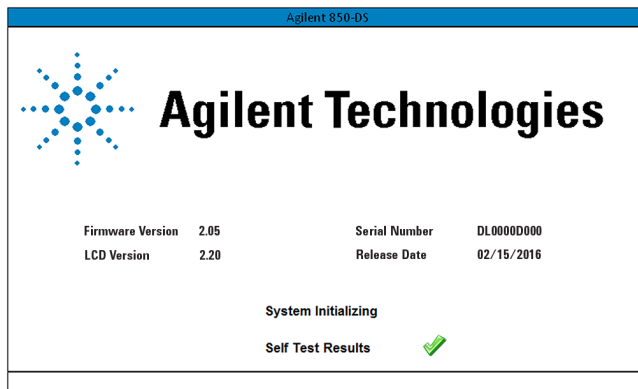 Agilent 850-DS
Agilent Technologies
Firmware Version 2.05 Serial Number DL0000D000
LCD Version 2.20 Release Date 02/15/2016
System Initializing
Self Test Results